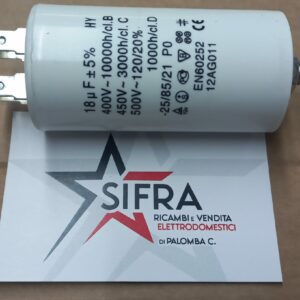 18µF±5% HY
400V~10000h/cl.B
450V~3000h/cl.C
500V~120/20%
1000h/cl.D
-25/85/21 P0
EN60252
12AG011
SIFRA
RICAMBI E VENDITA
ELETTRODOMESTICI
DI PALOMBA C.